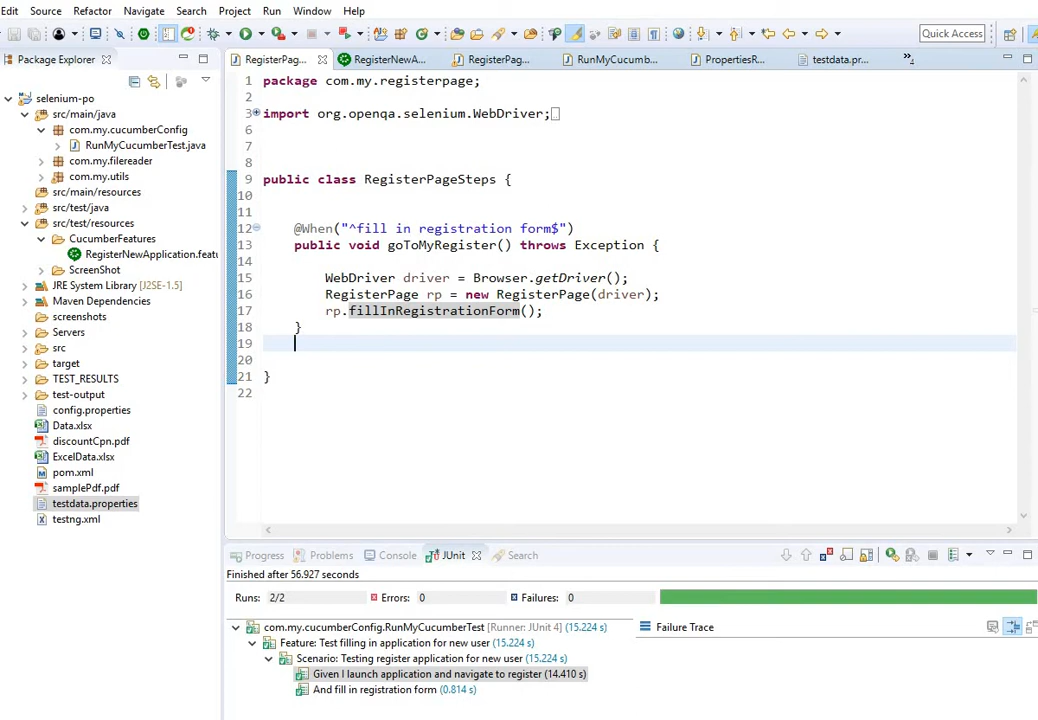 Edit Source Refactor Navigate Search Project Run Window Help
Quick Access
Package Explorer
RegisterPag... RegisterNewA... RegisterPag... RunMyCucumb... PropertiesR... testdata.pr...
selenium-po
src/main/java
com.my.cucumberConfig
RunMyCucumberTest.java
com.my.filereader
com.my.utils
src/main/resources
src/test/java
src/test/resources
CucumberFeatures
RegisterNewApplication.featu
ScreenShot
JRE System Library [J2SE-1.5]
Maven Dependencies
screenshots
Servers
src
target
TEST_RESULTS
test-output
config.properties
Data.xlsx
discountCpn.pdf
ExcelData.xlsx
pom.xml
samplePdf.pdf
testdata.properties
testng.xml
1 package com.my.registerpage;
2
3 import org.openqa.selenium.WebDriver;
6
7
8
9 public class RegisterPageSteps {
10
11
12 @When("^fill in registration form$")
13 public void goToMyRegister() throws Exception {
14
15 WebDriver driver = Browser.getDriver();
16 RegisterPage rp = new RegisterPage(driver);
17 rp.fillInRegistrationForm();
18 }
19
20
21 }
22
Progress Problems Console JUnit Search
Finished after 56.927 seconds
Runs: 2/2 Errors: 0 Failures: 0
com.my.cucumberConfig.RunMyCucumberTest [Runner: JUnit 4] (15.224 s)
Feature: Test filling in application for new user (15.224 s)
Scenario: Testing register application for new user (15.224 s)
Given I launch application and navigate to register (14.410 s)
And fill in registration form (0.814 s)
Failure Trace